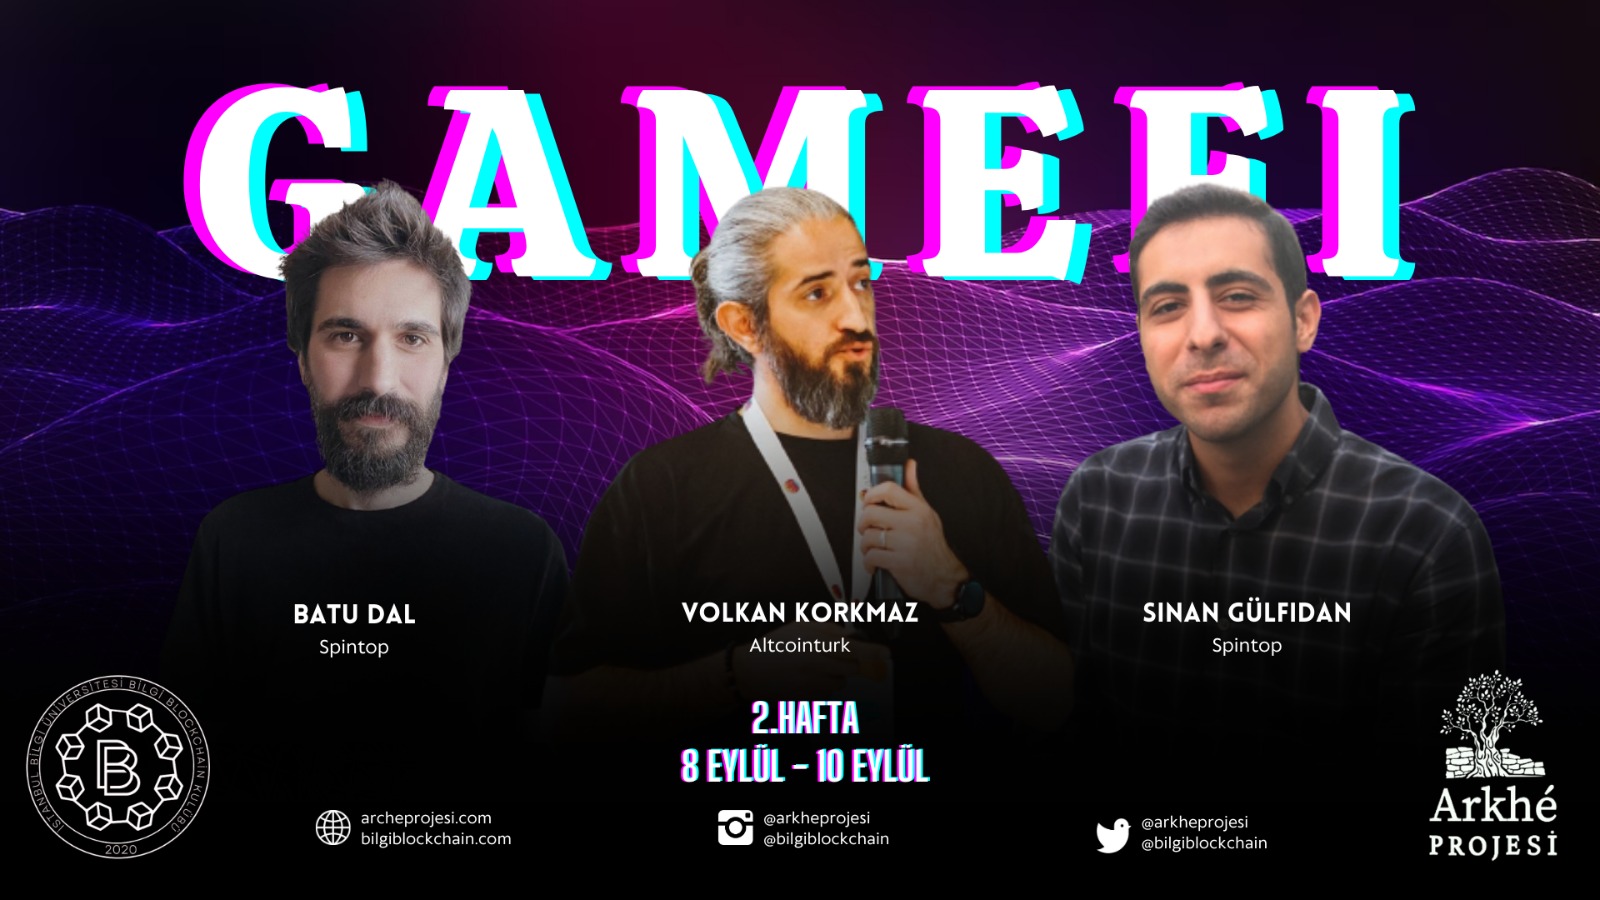 GAMEFI
BATU DAL
Spintop
VOLKAN KORKMAZ
Altcointurk
SINAN GÜLFIDAN
Spintop
2.HAFTA
8 EYLÜL - 10 EYLÜL
archeprojesi.com
bilgiblockchain.com
@arkheprojesi
@bilgiblockchain
@arkheprojesi
@bilgiblockchain
İSTANBUL BİLGİ ÜNİVERSİTESİ BİLGİ BLOCKCHAIN KULÜBÜ
B
2020
Arkhé
PROJESİ